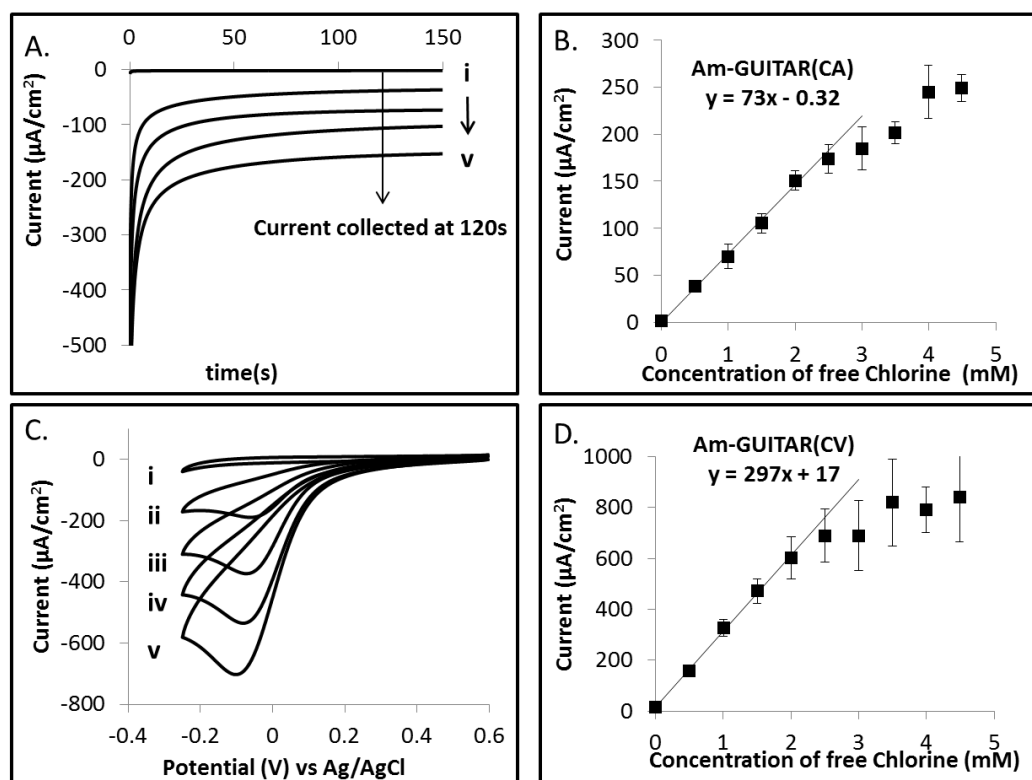 A.
0 50 100 150
0
-100
-200
-300
-400
-500
Current (µA/cm²)
i
v
Current collected at 120s
time(s)
B.
Am-GUITAR(CA)
y = 73x - 0.32
300
250
200
150
100
50
0
Current (µA/cm²)
0 1 2 3 4 5
Concentration of free Chlorine (mM)
C.
0
-200
-400
-600
-800
Current (µA/cm²)
i
ii
iii
iv
v
-0.4 -0.2 0 0.2 0.4 0.6
Potential (V) vs Ag/AgCl
D.
Am-GUITAR(CV)
y = 297x + 17
1000
800
600
400
200
0
Current (µA/cm²)
0 1 2 3 4 5
Concentration of free Chlorine (mM)